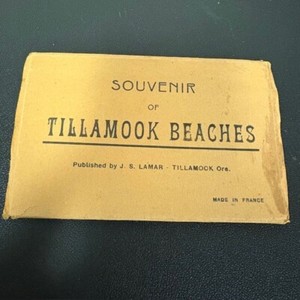 SOUVENIR
OF
TILLAMOOK BEACHES
Published by J. S. LAMAR - TILLAMOOK Ore.
MADE IN FRANCE